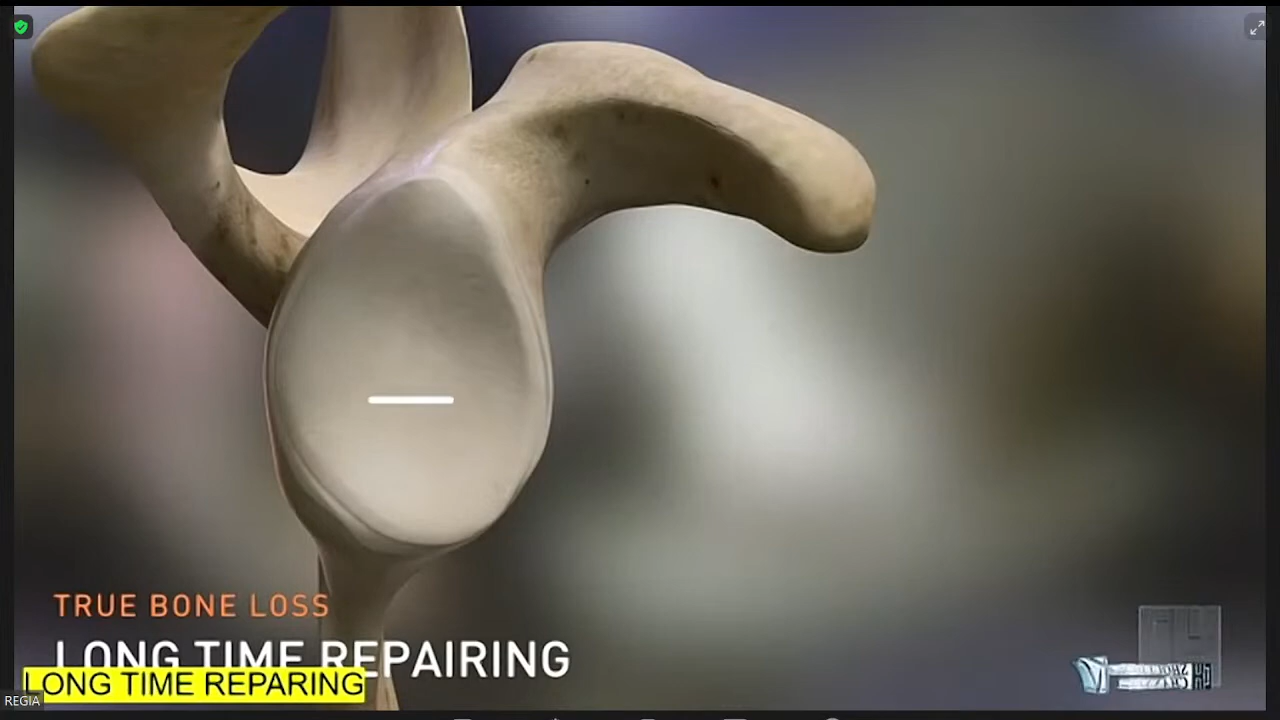 TRUE BONE LOSS
LONG TIME REPAIRING
LONG TIME REPARING
REGIA